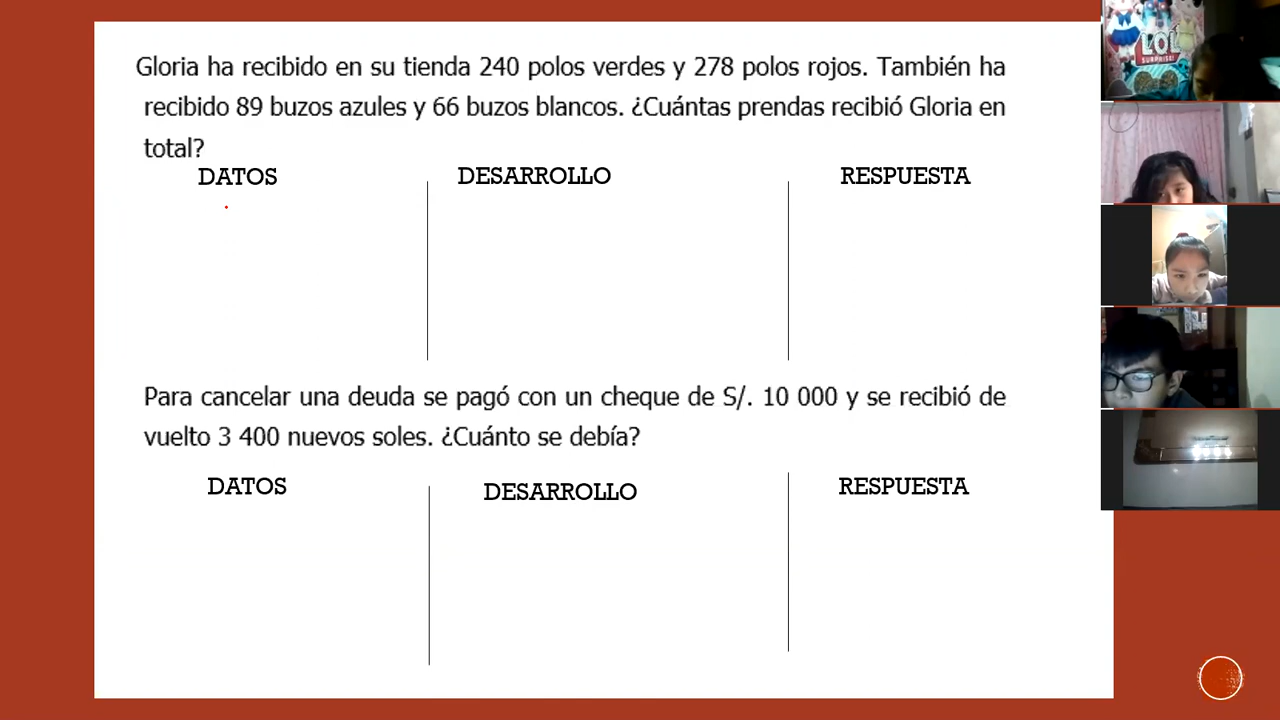 Gloria ha recibido en su tienda 240 polos verdes y 278 polos rojos. También ha
recibido 89 buzos azules y 66 buzos blancos. ¿Cuántas prendas recibió Gloria en
total?
DATOS
DESARROLLO
RESPUESTA
Para cancelar una deuda se pagó con un cheque de S/. 10 000 y se recibió de
vuelto 3 400 nuevos soles. ¿Cuánto se debía?
DATOS
DESARROLLO
RESPUESTA
LOL
SURPRISE!